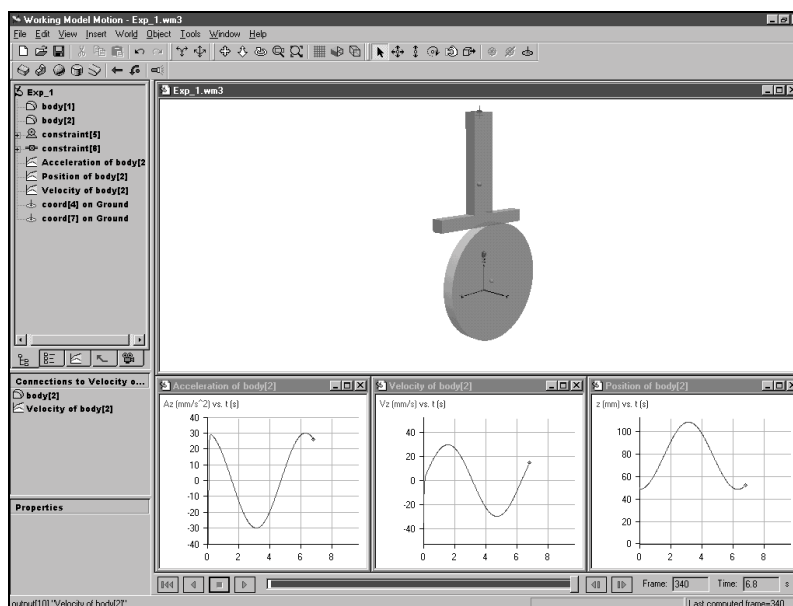 Working Model Motion - Exp_1.wm3
File Edit View Insert World Object Tools Window Help
Exp_1
body[1]
body[2]
constraint[5]
constraint[6]
Acceleration of body[2
Position of body[2]
Velocity of body[2]
coord[4] on Ground
coord[7] on Ground
Exp_1.wm3
Connections to Velocity o...
body[2]
Velocity of body[2]
Properties
Acceleration of body[2]
Az (mm/s^2) vs. t (s)
40
30
20
10
0
-10
-20
-30
-40
0 2 4 6 8
Velocity of body[2]
Vz (mm/s) vs. t (s)
40
20
0
-20
-40
0 2 4 6 8
Position of body[2]
z (mm) vs. t (s)
100
80
60
40
20
0
0 2 4 6 8
Frame: 340 Time: 6.8 s
output[10] "Velocity of body[2]"
Last computed frame=340